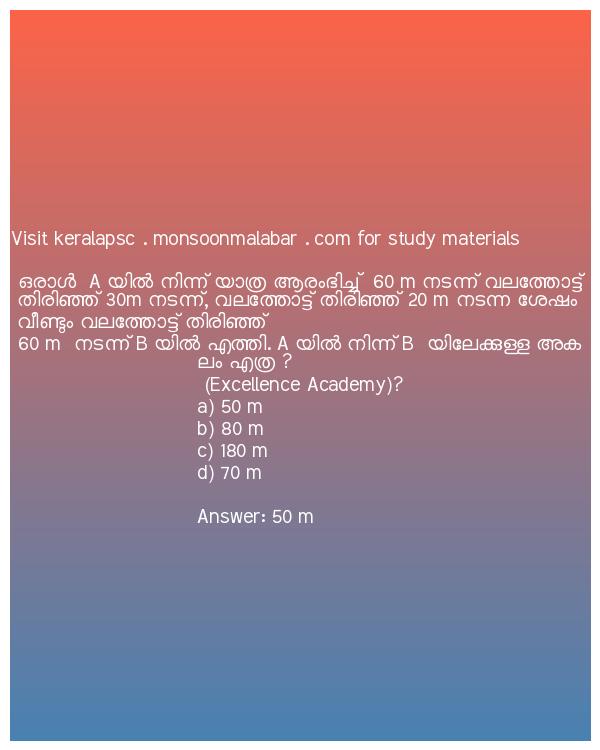 Visit keralapsc . monsoonmalabar . com for study materials
ഒരാൾ A യിൽ നിന്ന് യാത്ര ആരംഭിച്ച് 60 m നടന്ന് വലത്തോട്ട്
തിരിഞ്ഞ് 30m നടന്ന്, വലത്തോട്ട് തിരിഞ്ഞ് 20 m നടന്ന ശേഷം
വീണ്ടും വലത്തോട്ട് തിരിഞ്ഞ്
60 m നടന്ന് B യിൽ എത്തി. A യിൽ നിന്ന് B യിലേക്കുള്ള അക
ലം എത്ര ?
(Excellence Academy)?
a) 50 m
b) 80 m
c) 180 m
d) 70 m
Answer: 50 m